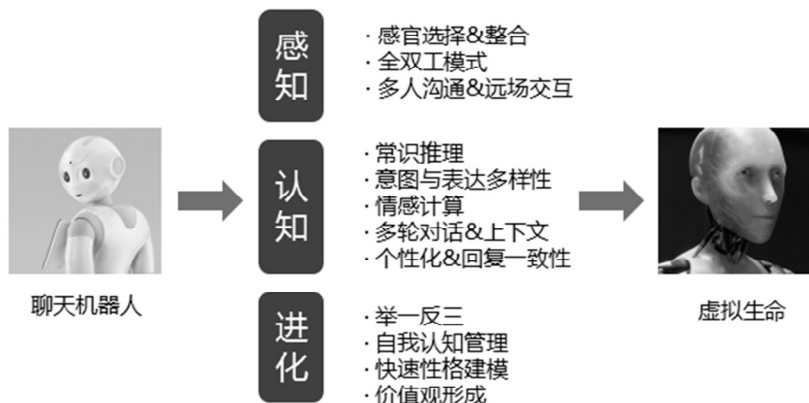 感知
· 感官选择&整合
· 全双工模式
· 多人沟通&远场交互
认知
· 常识推理
· 意图与表达多样性
· 情感计算
· 多轮对话&上下文
· 个性化&回复一致性
聊天机器人
虚拟生命
进化
· 举一反三
· 自我认知管理
· 快速性格建模
· 价值观形成